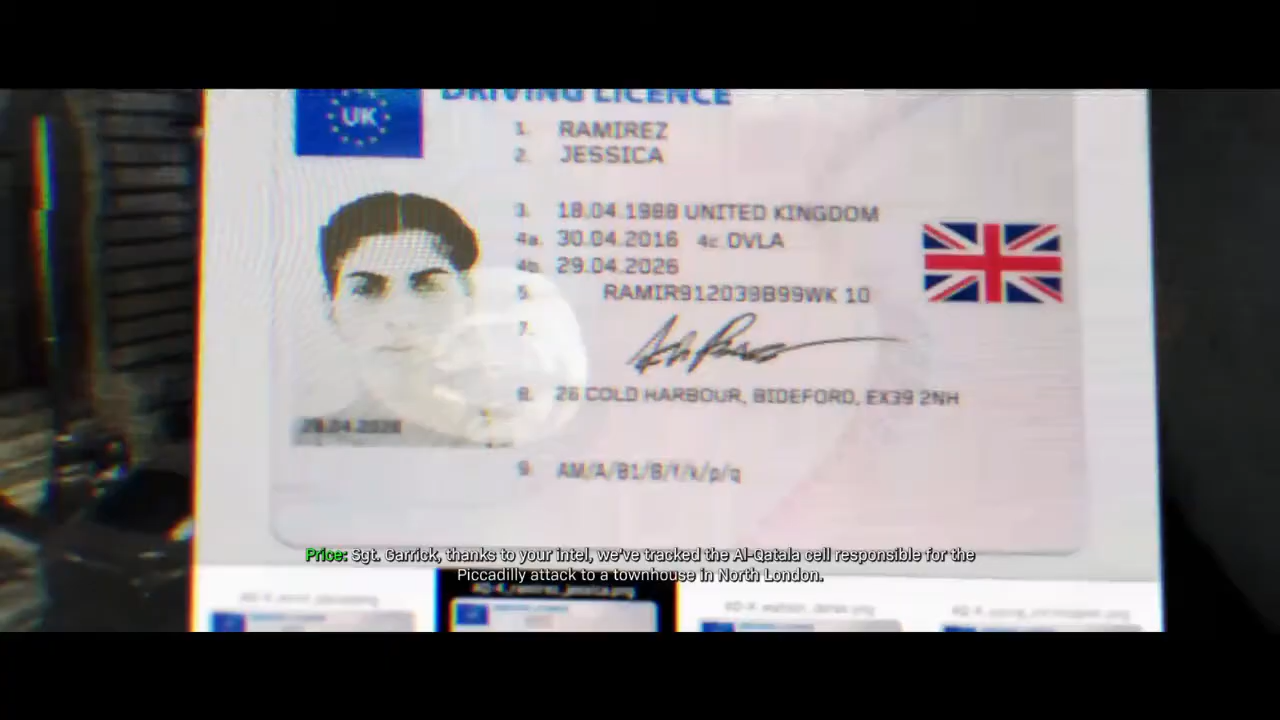 DRIVING LICENCE
UK
1. RAMIREZ
2. JESSICA
3. 18.04.1988 UNITED KINGDOM
4a. 30.04.2016 4c. DVLA
4b. 29.04.2026
5. RAMIR912039B99WK 10
7.
8. 26 COLD HARBOUR, BIDEFORD, EX39 2NH
29.04.2026
9. AM/A/B1/B/f/k/p/q
Price: Sgt. Garrick, thanks to your intel, we've tracked the Al-Qatala cell responsible for the
Piccadilly attack to a townhouse in North London.